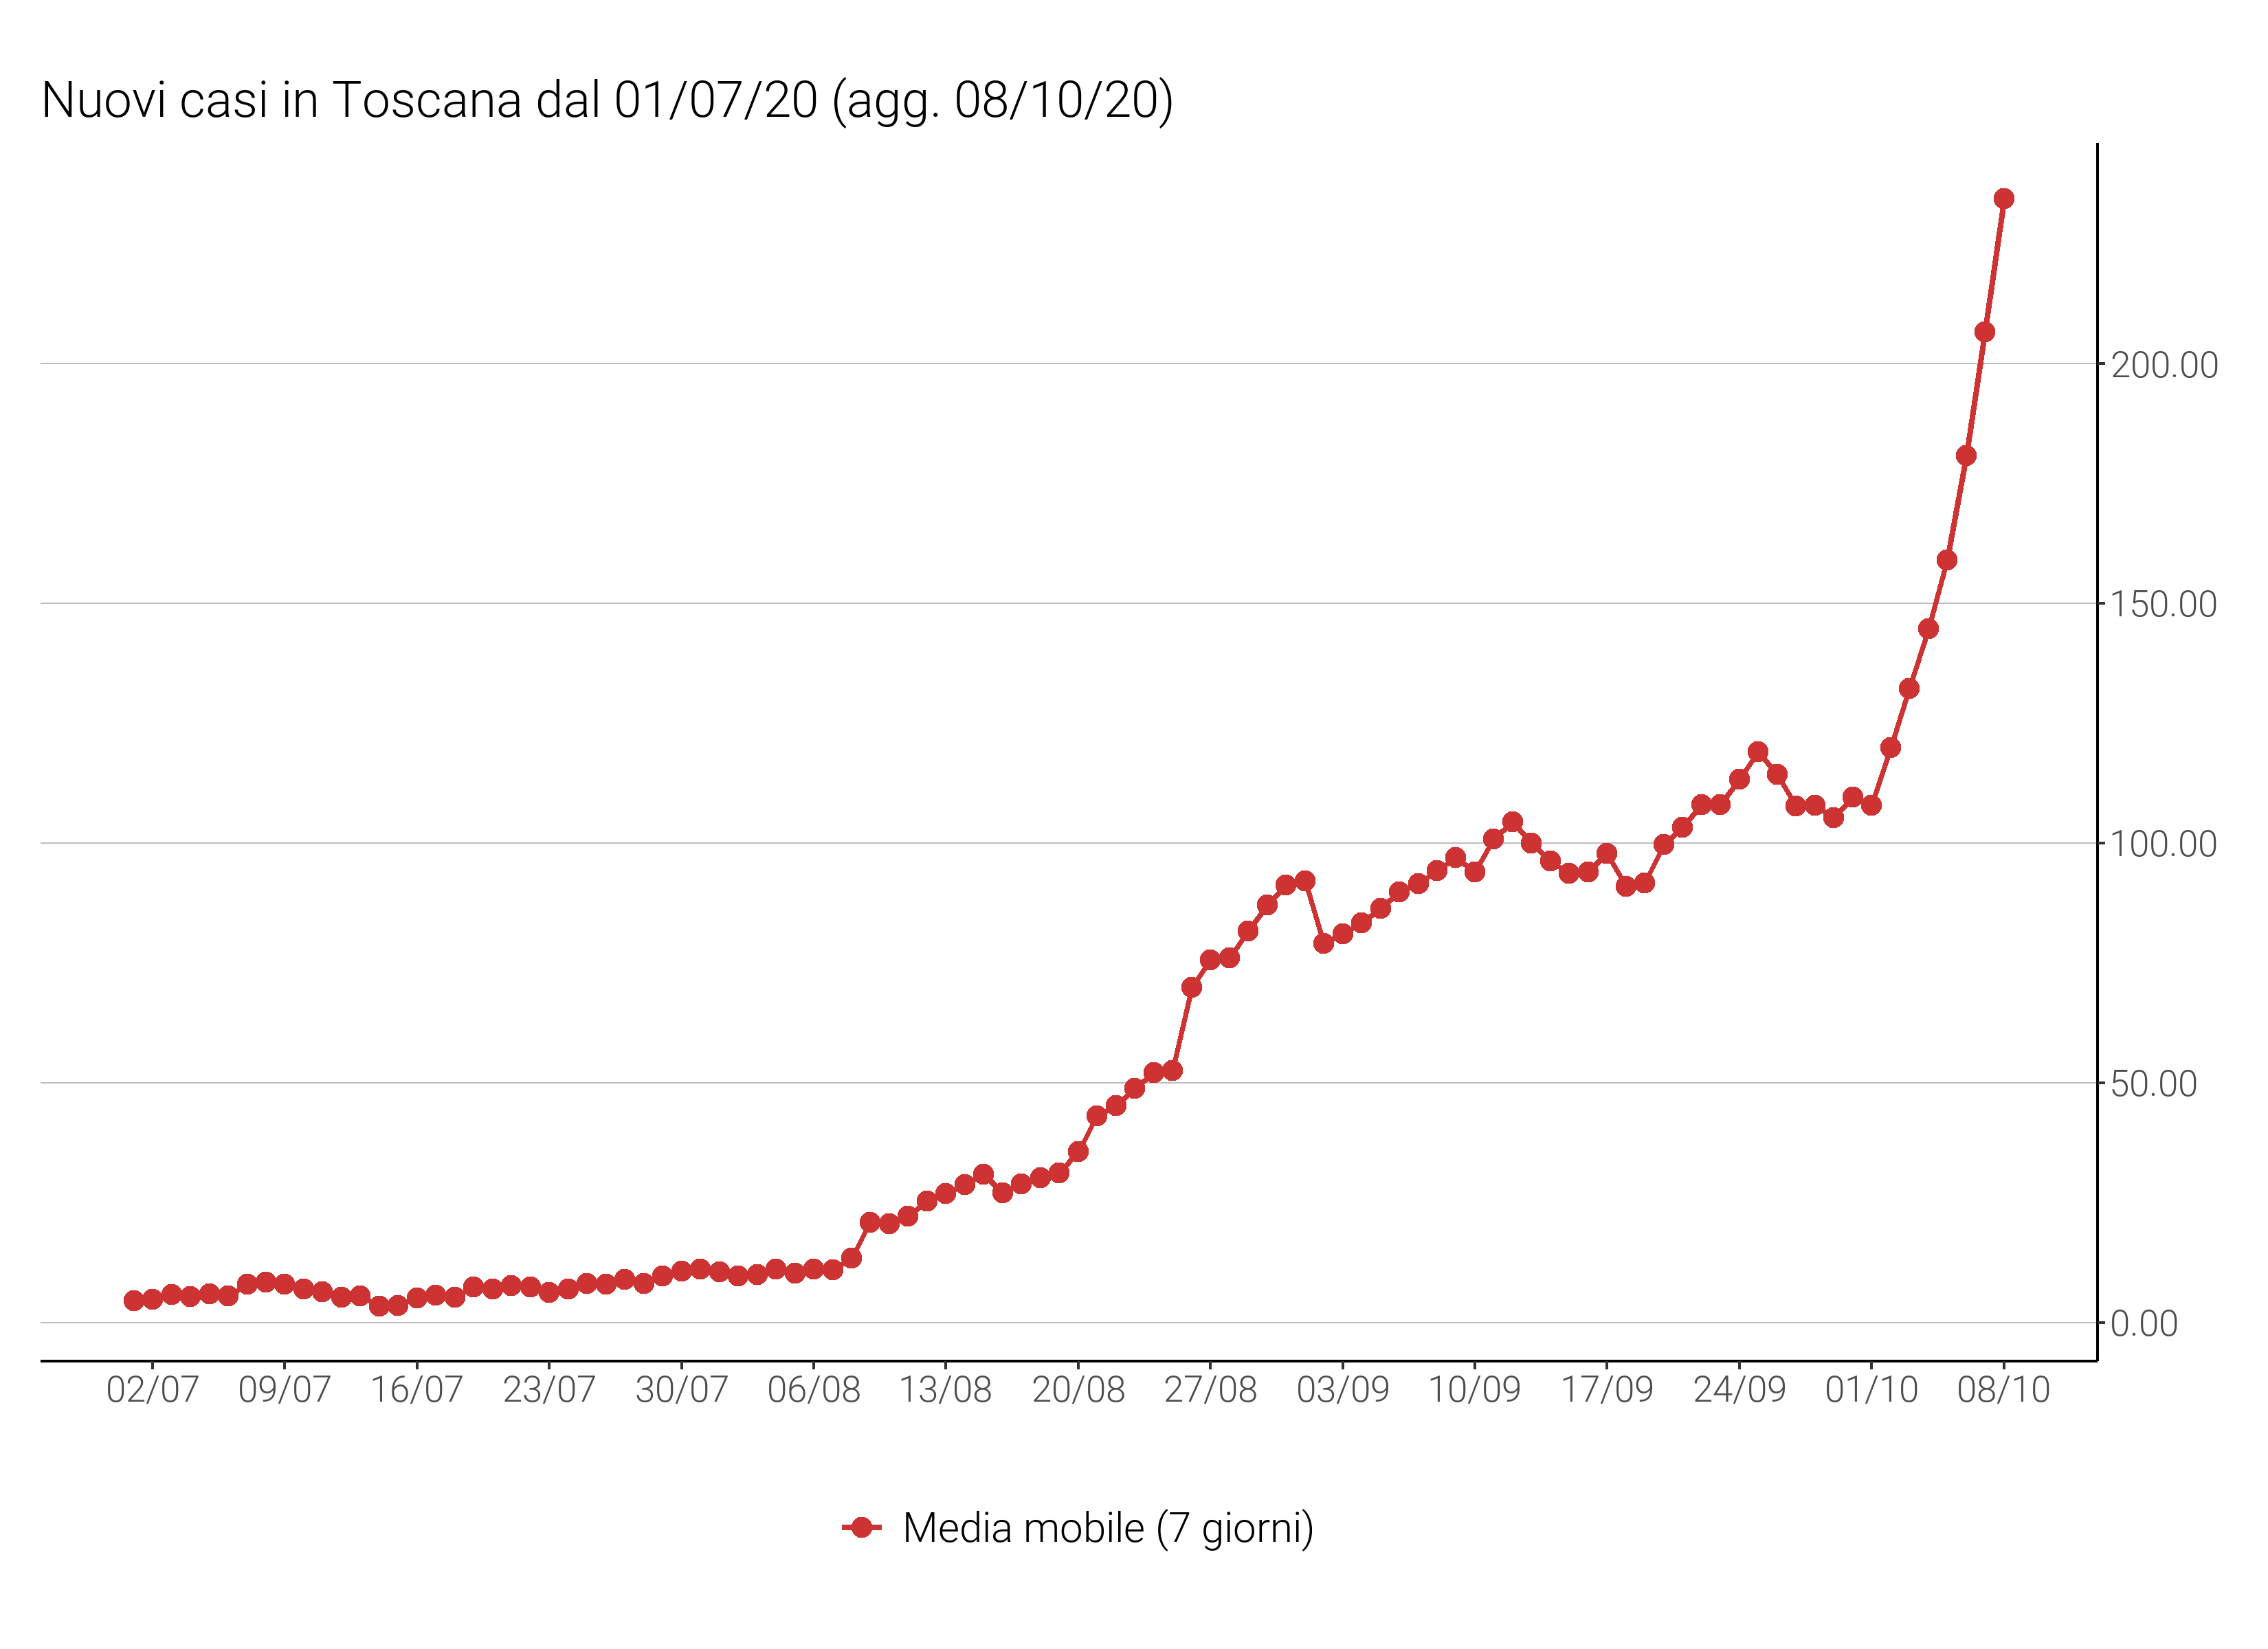 Nuovi casi in Toscana dal 01/07/20 (agg. 08/10/20)
200.00
150.00
100.00
50.00
0.00
02/07 09/07 16/07 23/07 30/07 06/08 13/08 20/08 27/08 03/09 10/09 17/09 24/09 01/10 08/10
Media mobile (7 giorni)